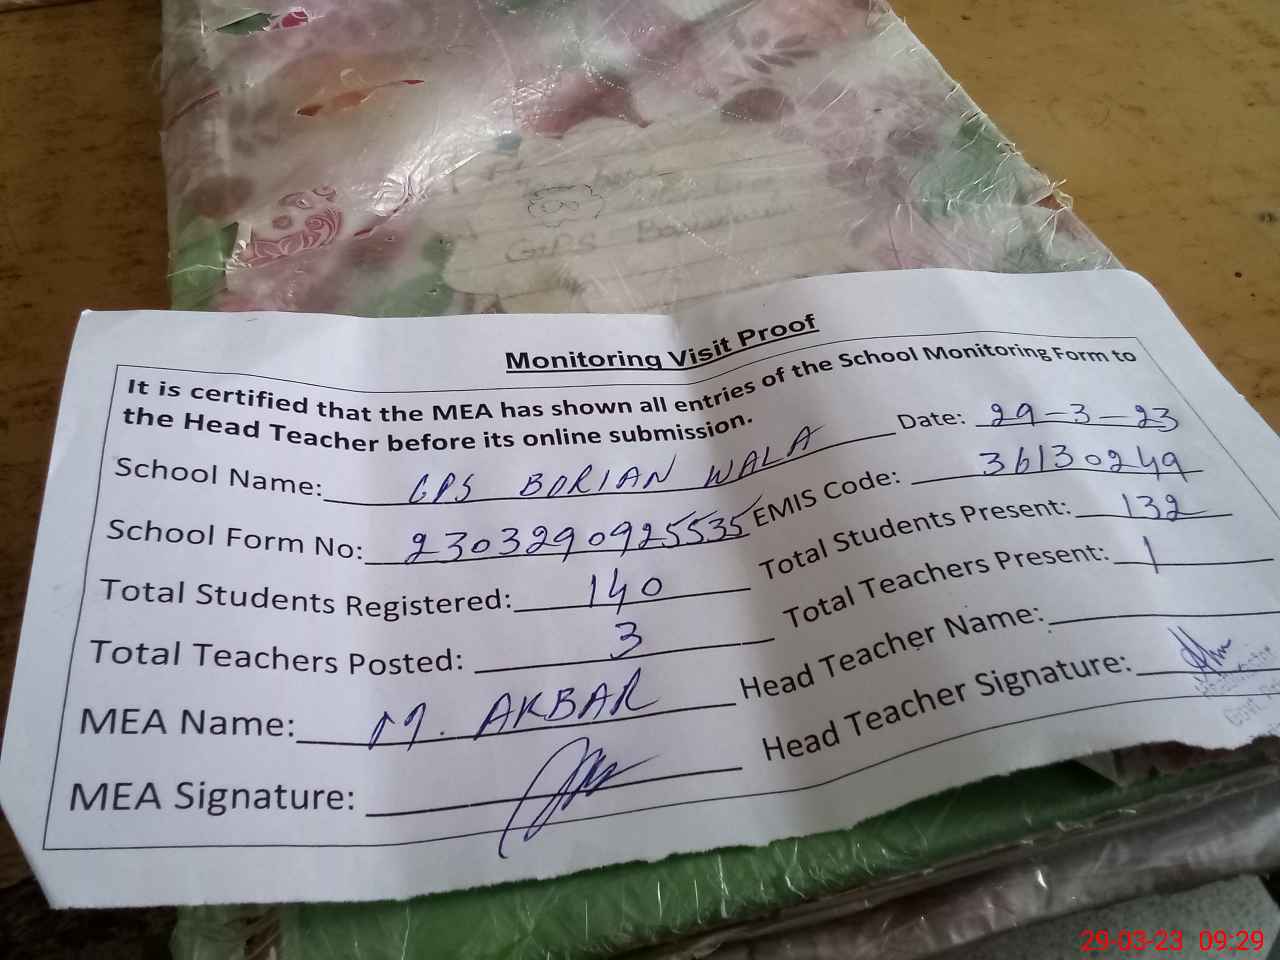 GPS
Monitoring Visit Proof
It is certified that the MEA has shown all entries of the School Monitoring Form to
the Head Teacher before its online submission.
Date: 29-3-23
School Name: GPS BORIAN WALA
EMIS Code: 36130249
School Form No: 2303290925535
Total Students Present: 132
Total Students Registered: 140
Total Teachers Present: 1
Total Teachers Posted: 3
Head Teacher Name:
MEA Name: M. AKBAR
Head Teacher Signature:
Govt.
MEA Signature:
29-03-23 09:29